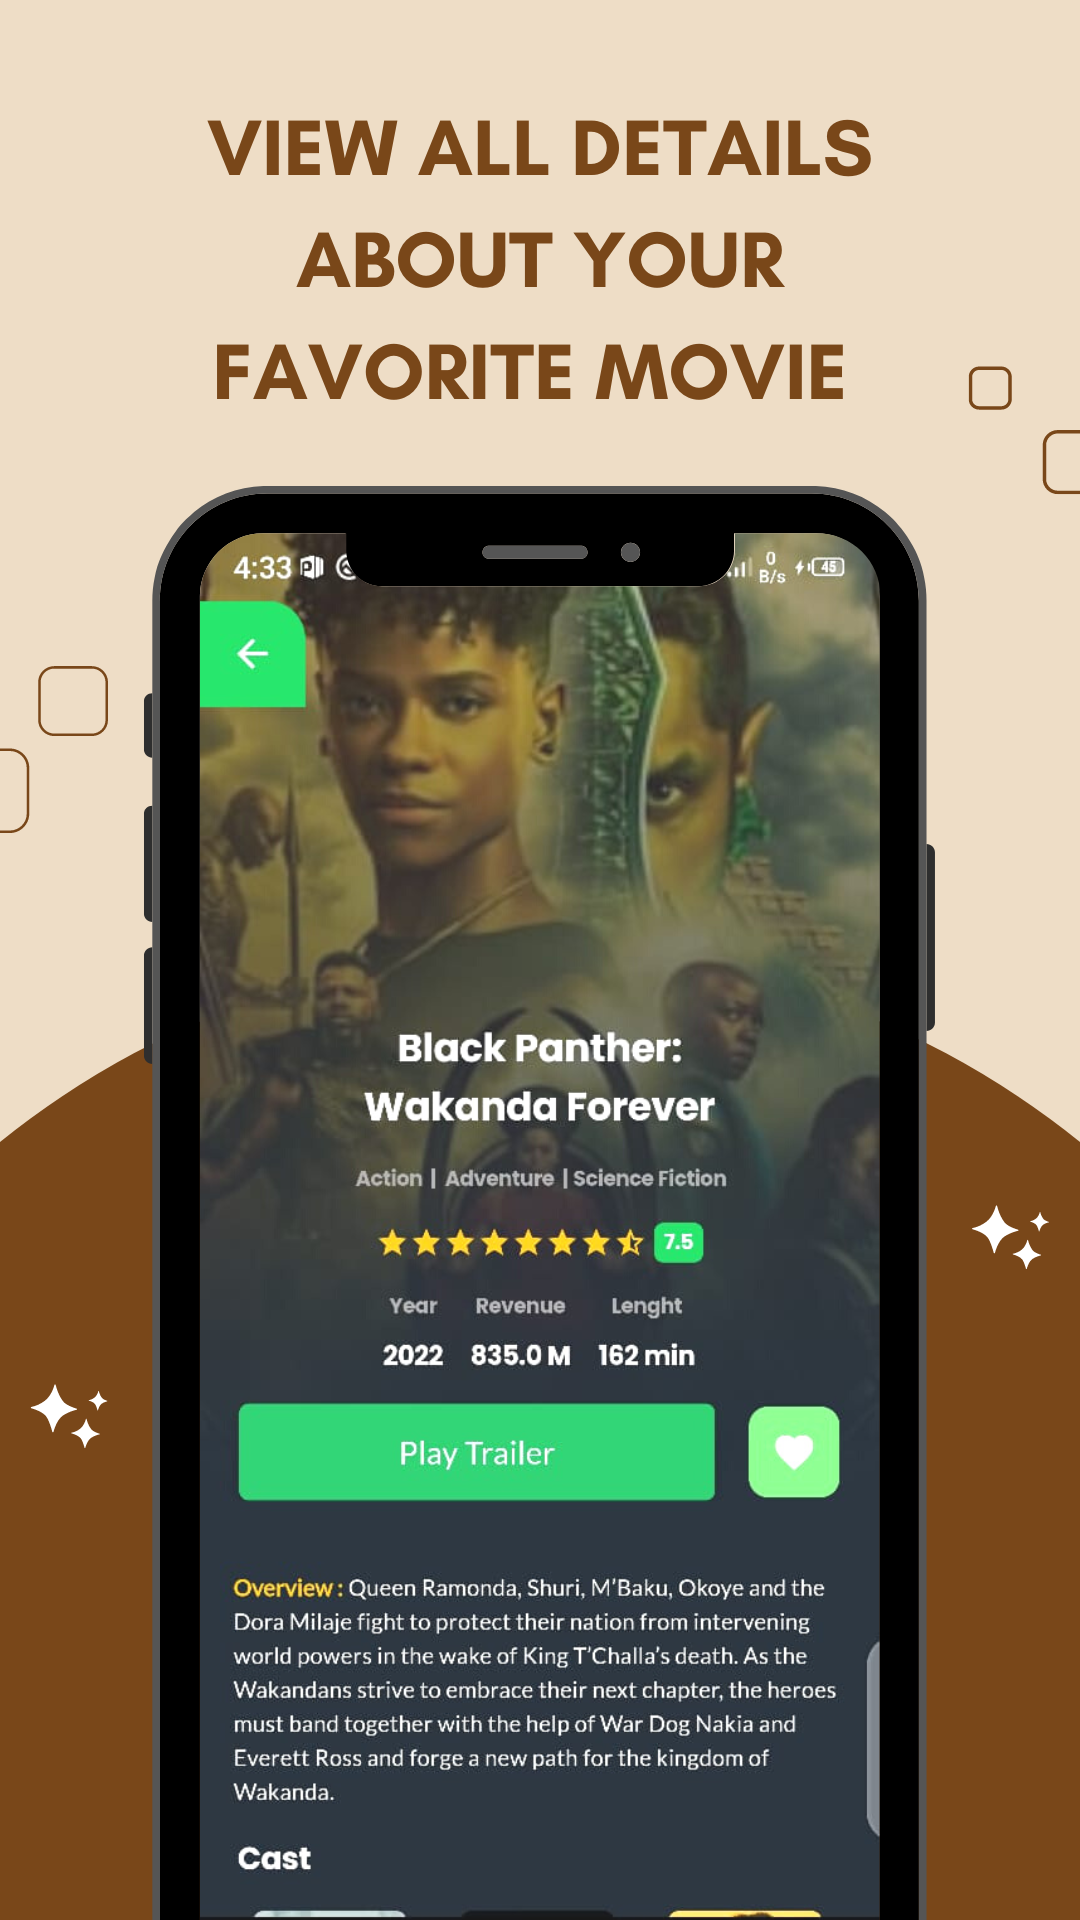 VIEW ALL DETAILS
ABOUT YOUR
FAVORITE MOVIE
4:33
0
B/s
45
Black Panther:
Wakanda Forever
Action | Adventure | Science Fiction
7.5
Year Revenue Lenght
2022 835.0 M 162 min
Play Trailer
Overview : Queen Ramonda, Shuri, M'Baku, Okoye and the
Dora Milaje fight to protect their nation from intervening
world powers in the wake of King T'Challa's death. As the
Wakandans strive to embrace their next chapter, the heroes
must band together with the help of War Dog Nakia and
Everett Ross and forge a new path for the kingdom of
Wakanda.
Cast